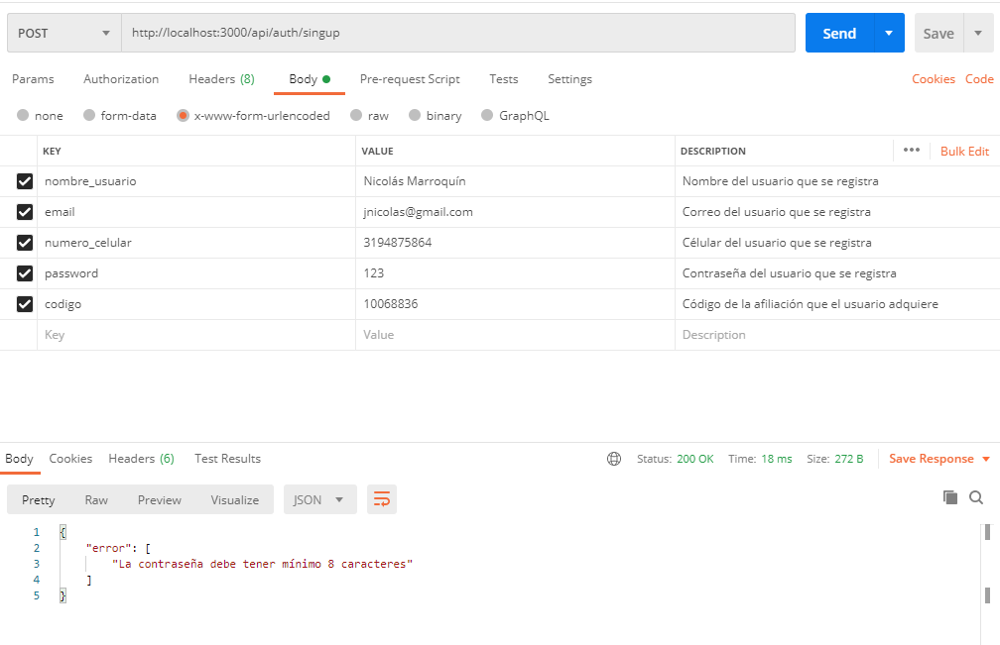 POST http://localhost:3000/api/auth/singup Send Save
Params Authorization Headers (8) Body Pre-request Script Tests Settings Cookies Code
none form-data x-www-form-urlencoded raw binary GraphQL
KEY VALUE DESCRIPTION ••• Bulk Edit
nombre_usuario Nicolás Marroquín Nombre del usuario que se registra
email jnicolas@gmail.com Correo del usuario que se registra
numero_celular 3194875864 Célular del usuario que se registra
password 123 Contraseña del usuario que se registra
codigo 10068836 Código de la afiliación que el usuario adquiere
Key Value Description
Body Cookies Headers (6) Test Results Status: 200 OK Time: 18 ms Size: 272 B Save Response
Pretty Raw Preview Visualize JSON
1 {
2 "error": [
3 "La contraseña debe tener mínimo 8 caracteres"
4 ]
5 }